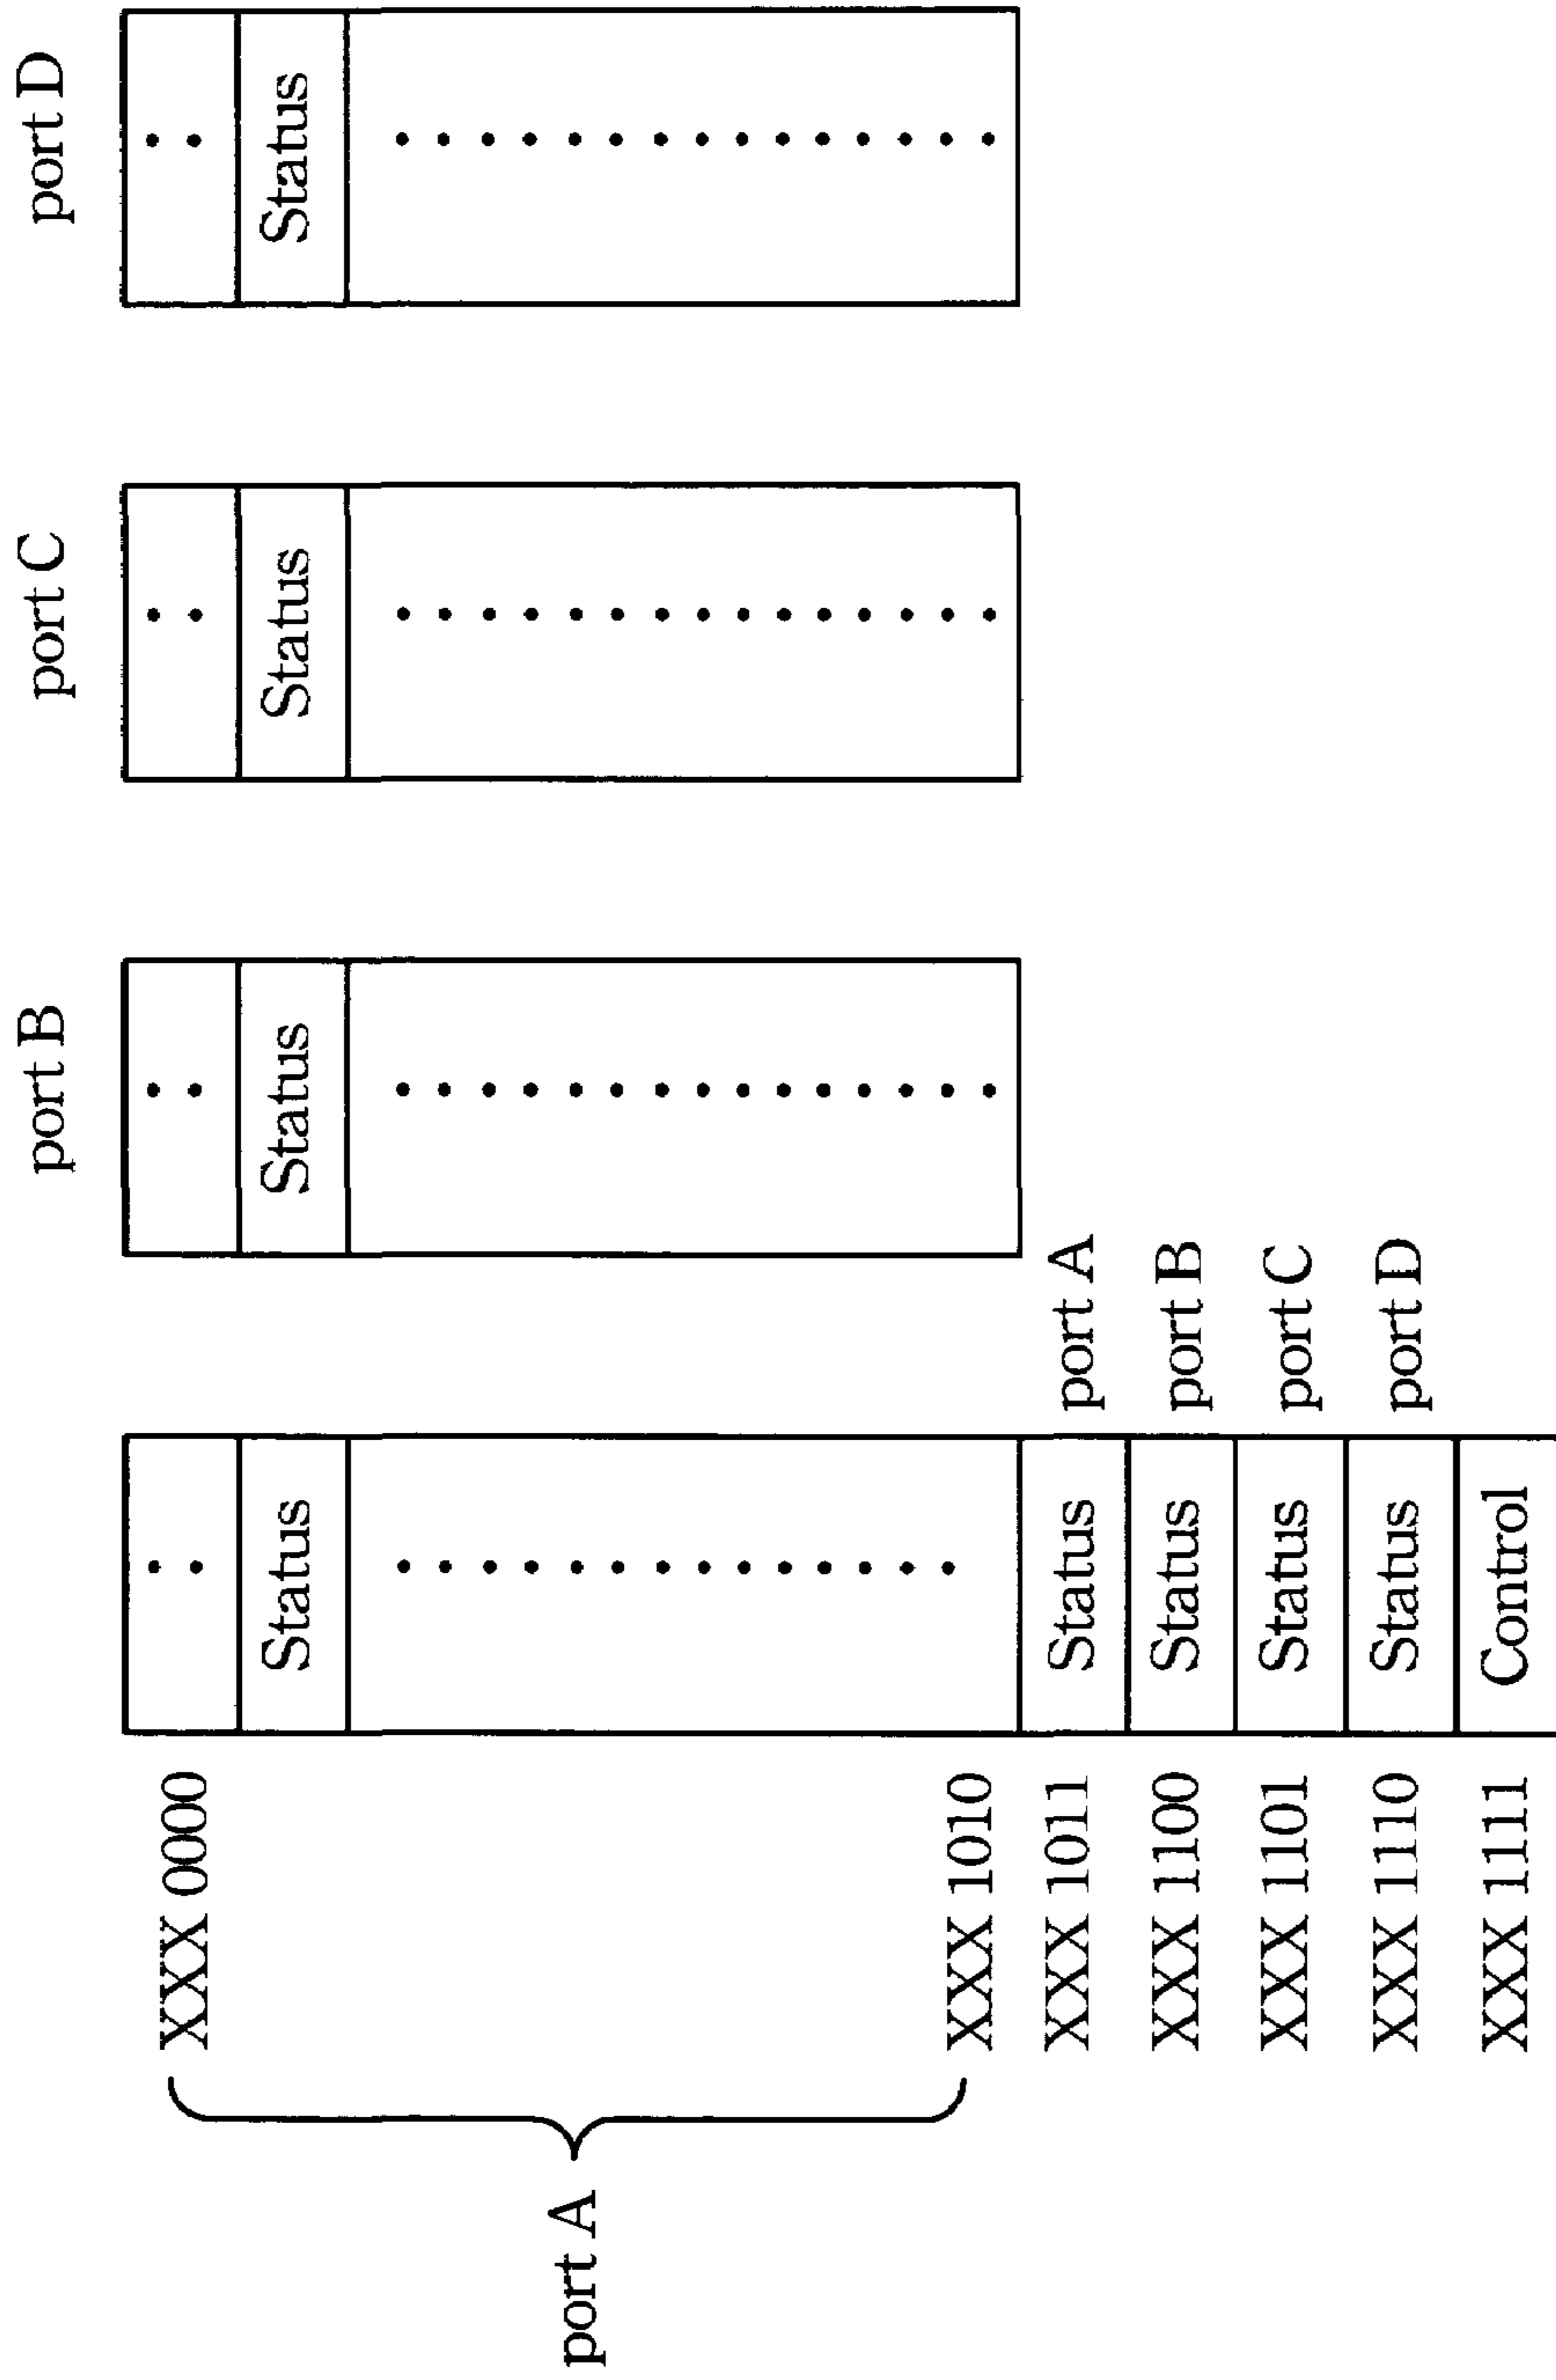 port B port C port D
XXX 0000
Status Status Status Status
port A
XXX 1010
XXX 1011 Status port A
XXX 1100 Status port B
XXX 1101 Status port C
XXX 1110 Status port D
XXX 1111 Control